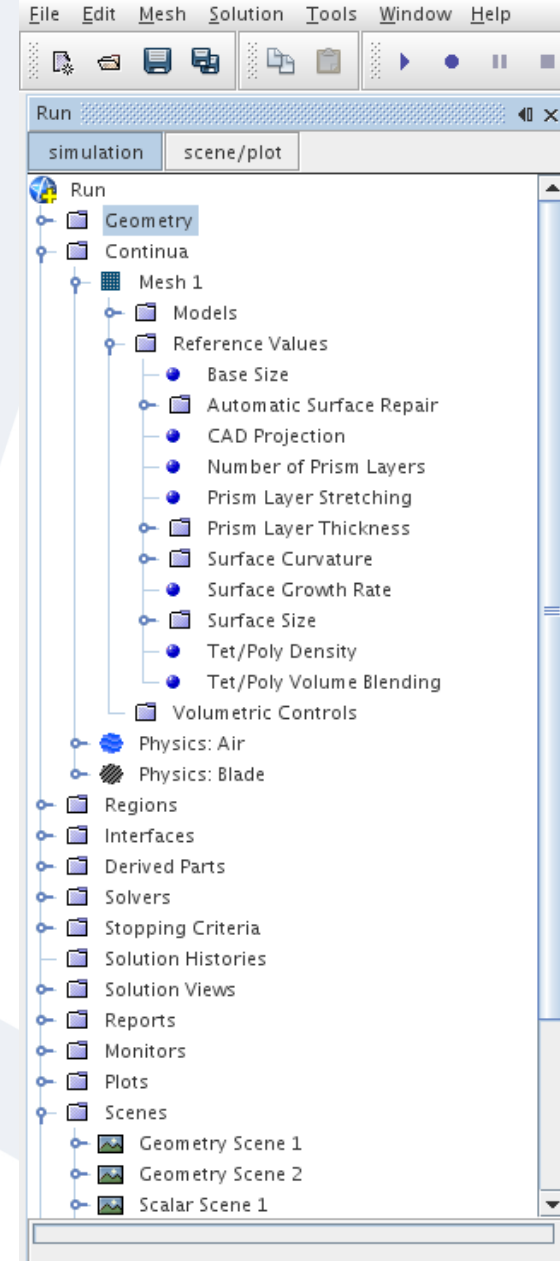 File Edit Mesh Solution Tools Window Help
Run
simulation scene/plot
Run
Geometry
Continua
Mesh 1
Models
Reference Values
Base Size
Automatic Surface Repair
CAD Projection
Number of Prism Layers
Prism Layer Stretching
Prism Layer Thickness
Surface Curvature
Surface Growth Rate
Surface Size
Tet/Poly Density
Tet/Poly Volume Blending
Volumetric Controls
Physics: Air
Physics: Blade
Regions
Interfaces
Derived Parts
Solvers
Stopping Criteria
Solution Histories
Solution Views
Reports
Monitors
Plots
Scenes
Geometry Scene 1
Geometry Scene 2
Scalar Scene 1